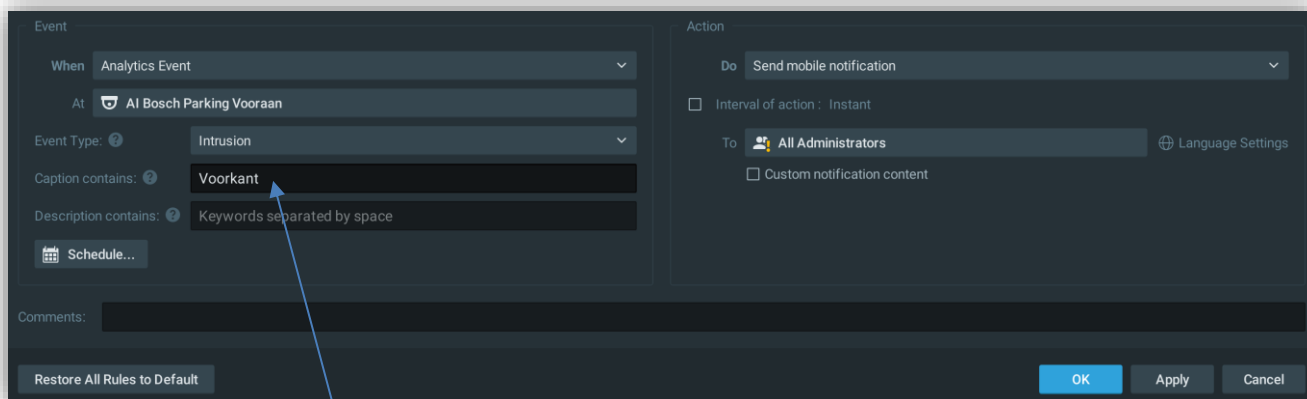 Event
When Analytics Event
At AI Bosch Parking Vooraan
Event Type: ? Intrusion
Caption contains: ? Voorkant
Description contains: ? Keywords separated by space
Schedule...
Action
Do Send mobile notification
Interval of action : Instant
To All Administrators Language Settings
Custom notification content
Comments:
Restore All Rules to Default OK Apply Cancel